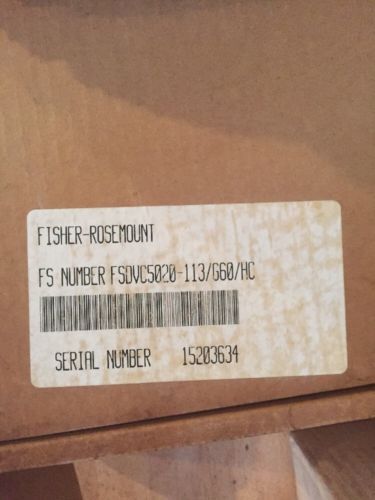 FISHER-ROSEMOUNT
FS NUMBER FSDVC5020-113/G60/HC
SERIAL NUMBER 15203634